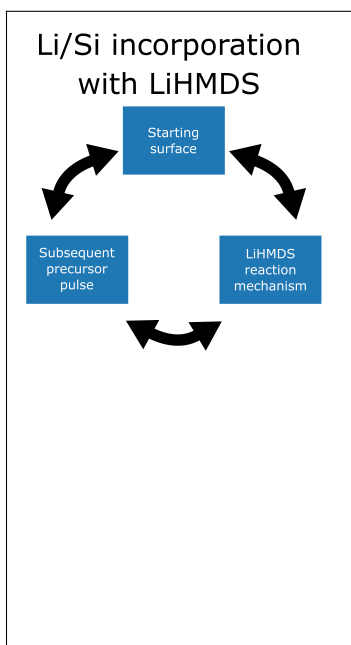 Li/Si incorporation
with LiHMDS
Starting
surface
Subsequent
precursor
pulse
LiHMDS
reaction
mechanism